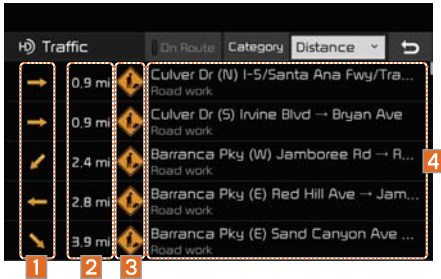 Traffic On Route Category Distance
0.9 mi Culver Dr (N) I-5/Santa Ana Fwy/Tra...
Road work
0.9 mi Culver Dr (S) Irvine Blvd → Bryan Ave
Road work
2.4 mi Barranca Pky (W) Jamboree Rd → R...
Road work
2.8 mi Barranca Pky (E) Red Hill Ave → Jam...
Road work
3.9 mi Barranca Pky (E) Sand Canyon Ave ...
Road work
1 2 3 4